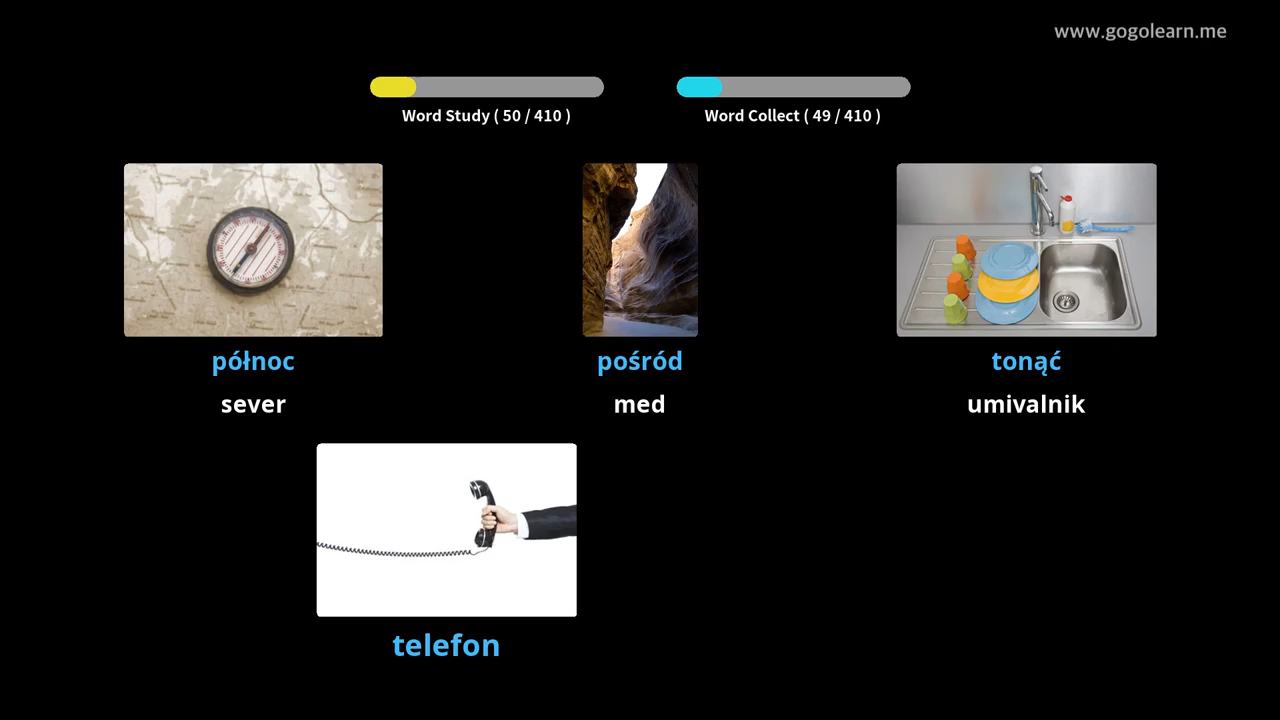 www.gogolearn.me
Word Study ( 50 / 410 )
Word Collect ( 49 / 410 )
północ
pośród
tonąć
sever
med
umivalnik
telefon